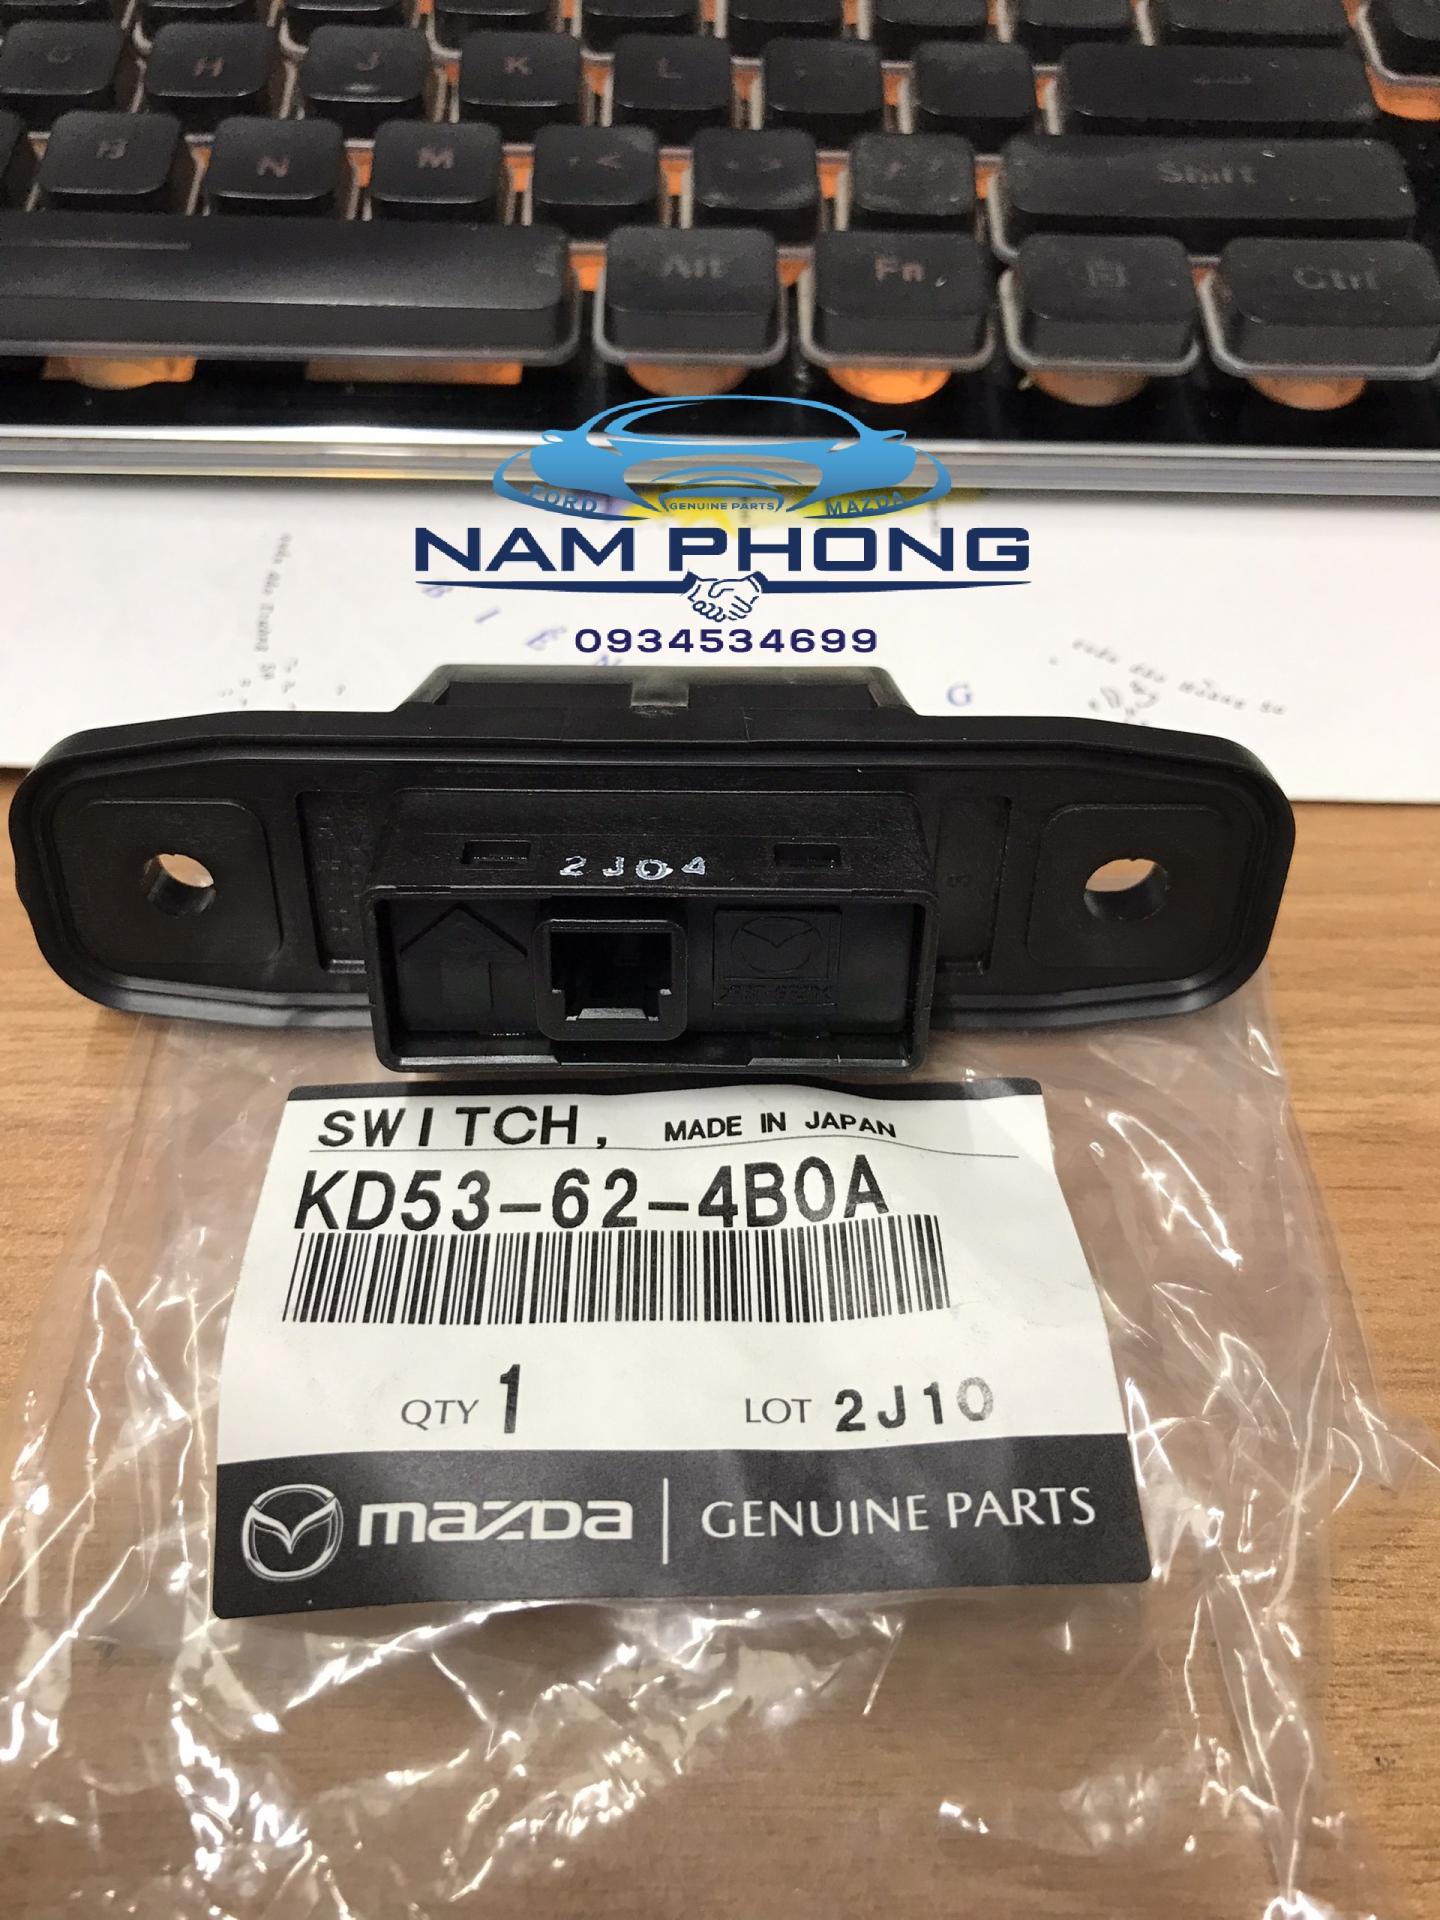 G H J K L
B N M , < . > / ?
Shift
Alt Fn Ctrl
FORD GENUINE PARTS MAZDA
NAM PHONG
0934534699
B I Ê N
G
2J04
SWITCH, MADE IN JAPAN
KD53-62-4B0A
QTY 1 LOT 2J10
mazda GENUINE PARTS